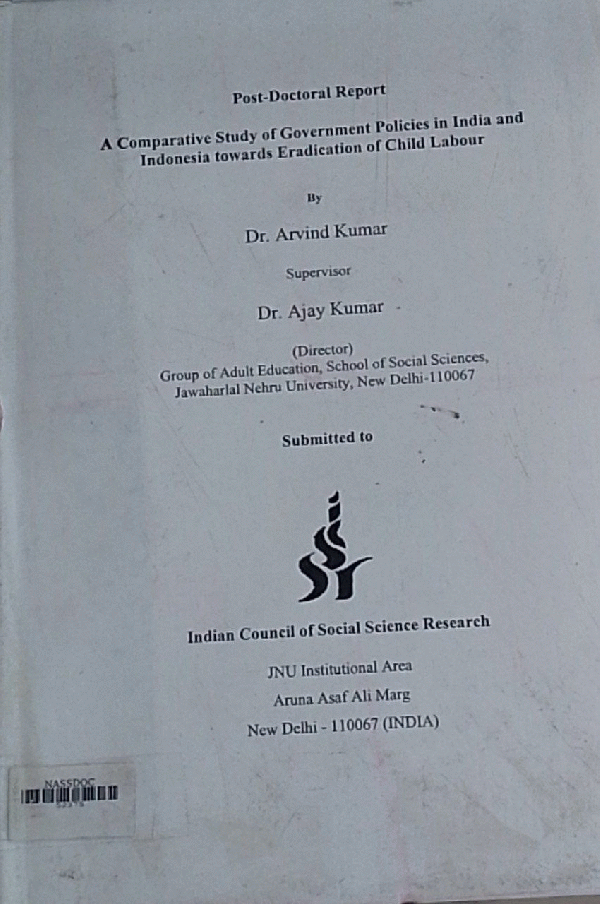 Post-Doctoral Report
A Comparative Study of Government Policies in India and
Indonesia towards Eradication of Child Labour
By
Dr. Arvind Kumar
Supervisor
Dr. Ajay Kumar
(Director)
Group of Adult Education, School of Social Sciences,
Jawaharlal Nehru University, New Delhi-110067
Submitted to
Indian Council of Social Science Research
JNU Institutional Area
Aruna Asaf Ali Marg
New Delhi - 110067 (INDIA)
NASSDOC